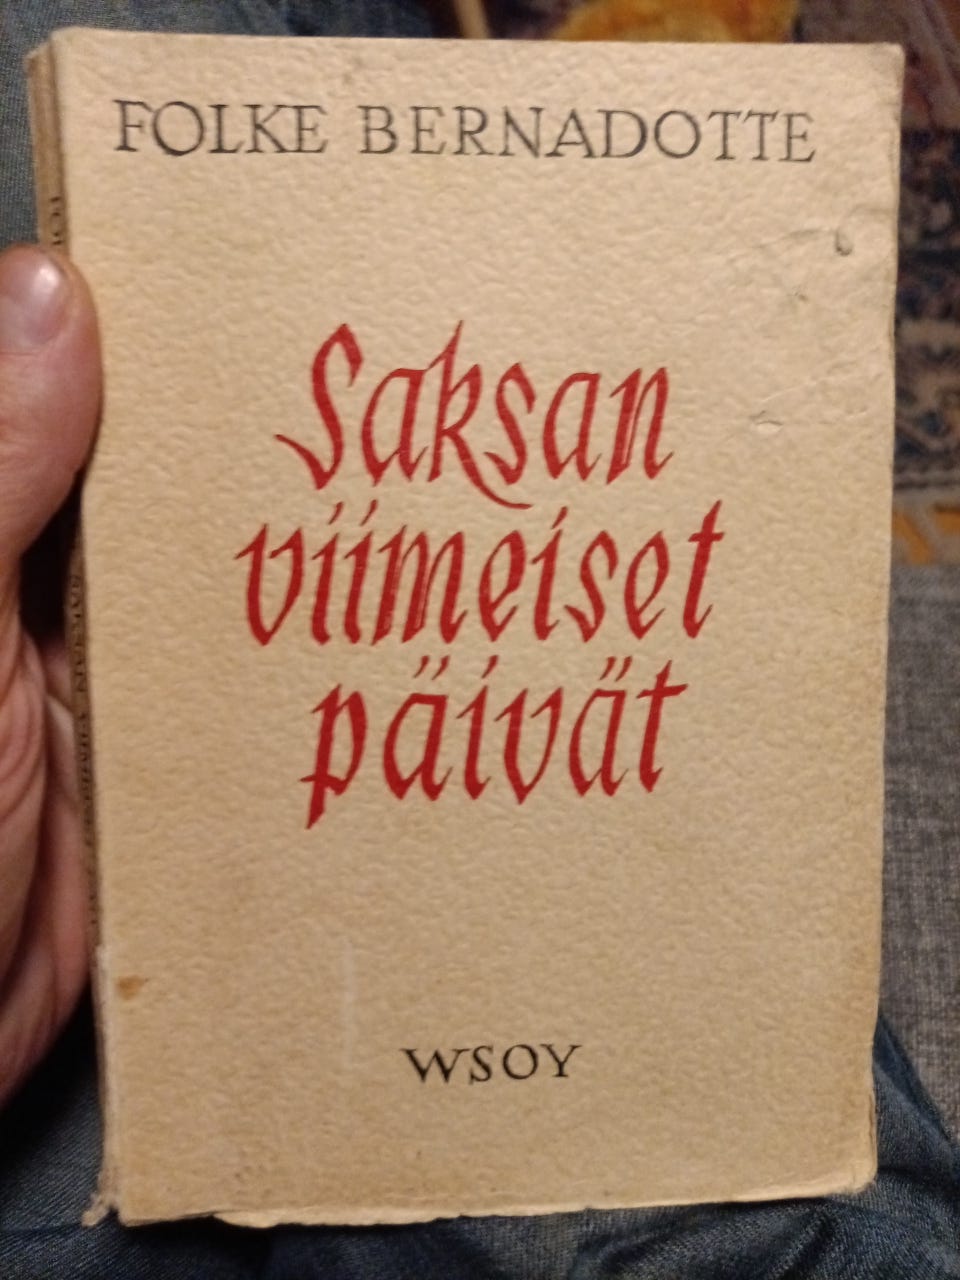 FOLKE BERNADOTTE
Saksan
viimeiset
päivät
WSOY